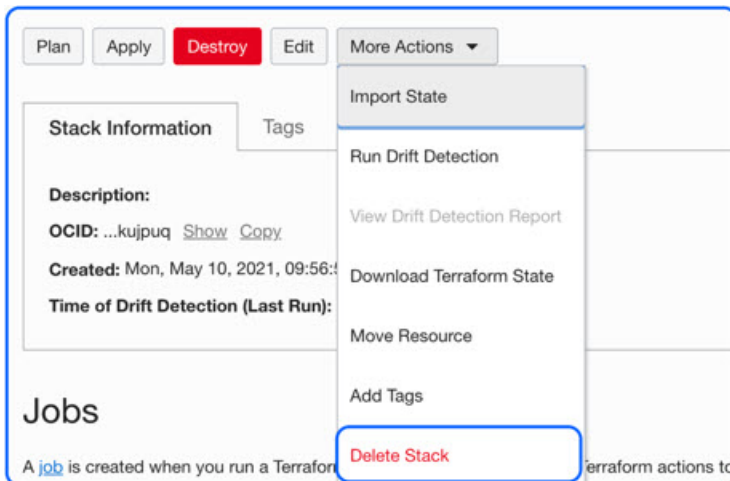 Plan Apply Destroy Edit More Actions
Import State
Stack Information Tags
Run Drift Detection
Description:
View Drift Detection Report
OCID: ...kujpuq Show Copy
Created: Mon, May 10, 2021, 09:56:
Download Terraform State
Time of Drift Detection (Last Run):
Move Resource
Add Tags
Jobs
Delete Stack
A job is created when you run a Terraform actions to